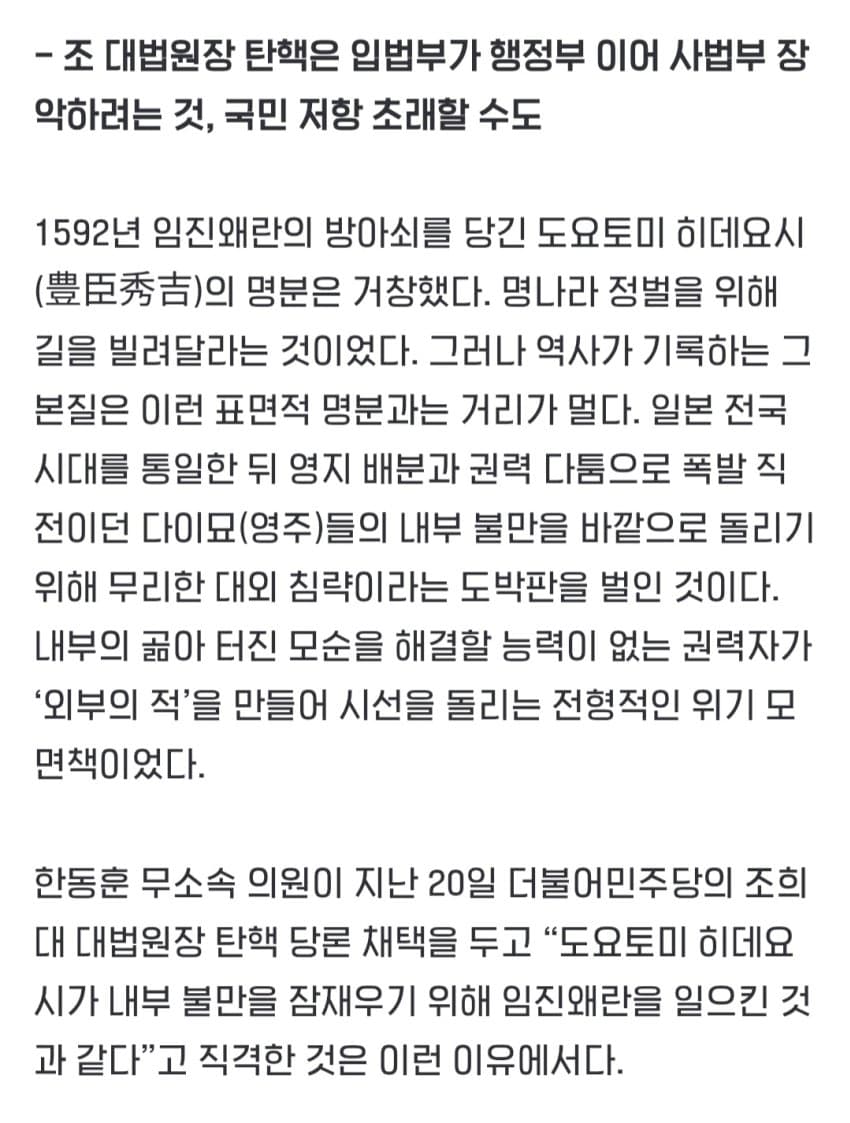 – 조 대법원장 탄핵은 입법부가 행정부 이어 사법부 장
악하려는 것, 국민 저항 초래할 수도
1592년 임진왜란의 방아쇠를 당긴 도요토미 히데요시
(豊臣秀吉)의 명분은 거창했다. 명나라 정벌을 위해
길을 빌려달라는 것이었다. 그러나 역사가 기록하는 그
본질은 이런 표면적 명분과는 거리가 멀다. 일본 전국
시대를 통일한 뒤 영지 배분과 권력 다툼으로 폭발 직
전이던 다이묘(영주)들의 내부 불만을 바깥으로 돌리기
위해 무리한 대외 침략이라는 도박판을 벌인 것이다.
내부의 곪아 터진 모순을 해결할 능력이 없는 권력자가
‘외부의 적’을 만들어 시선을 돌리는 전형적인 위기 모
면책이었다.
한동훈 무소속 의원이 지난 20일 더불어민주당의 조희
대 대법원장 탄핵 당론 채택을 두고 “도요토미 히데요
시가 내부 불만을 잠재우기 위해 임진왜란을 일으킨 것
과 같다”고 직격한 것은 이런 이유에서다.